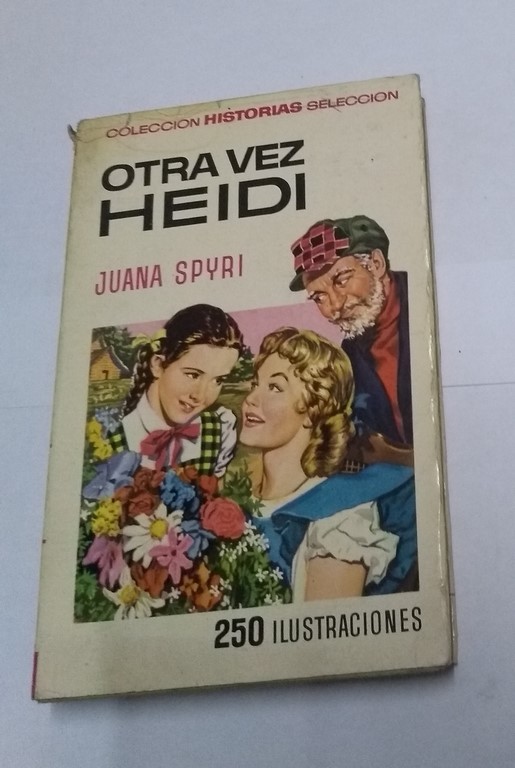 COLECCION HISTORIAS SELECCION
OTRA VEZ
HEIDI
JUANA SPYRI
250 ILUSTRACIONES